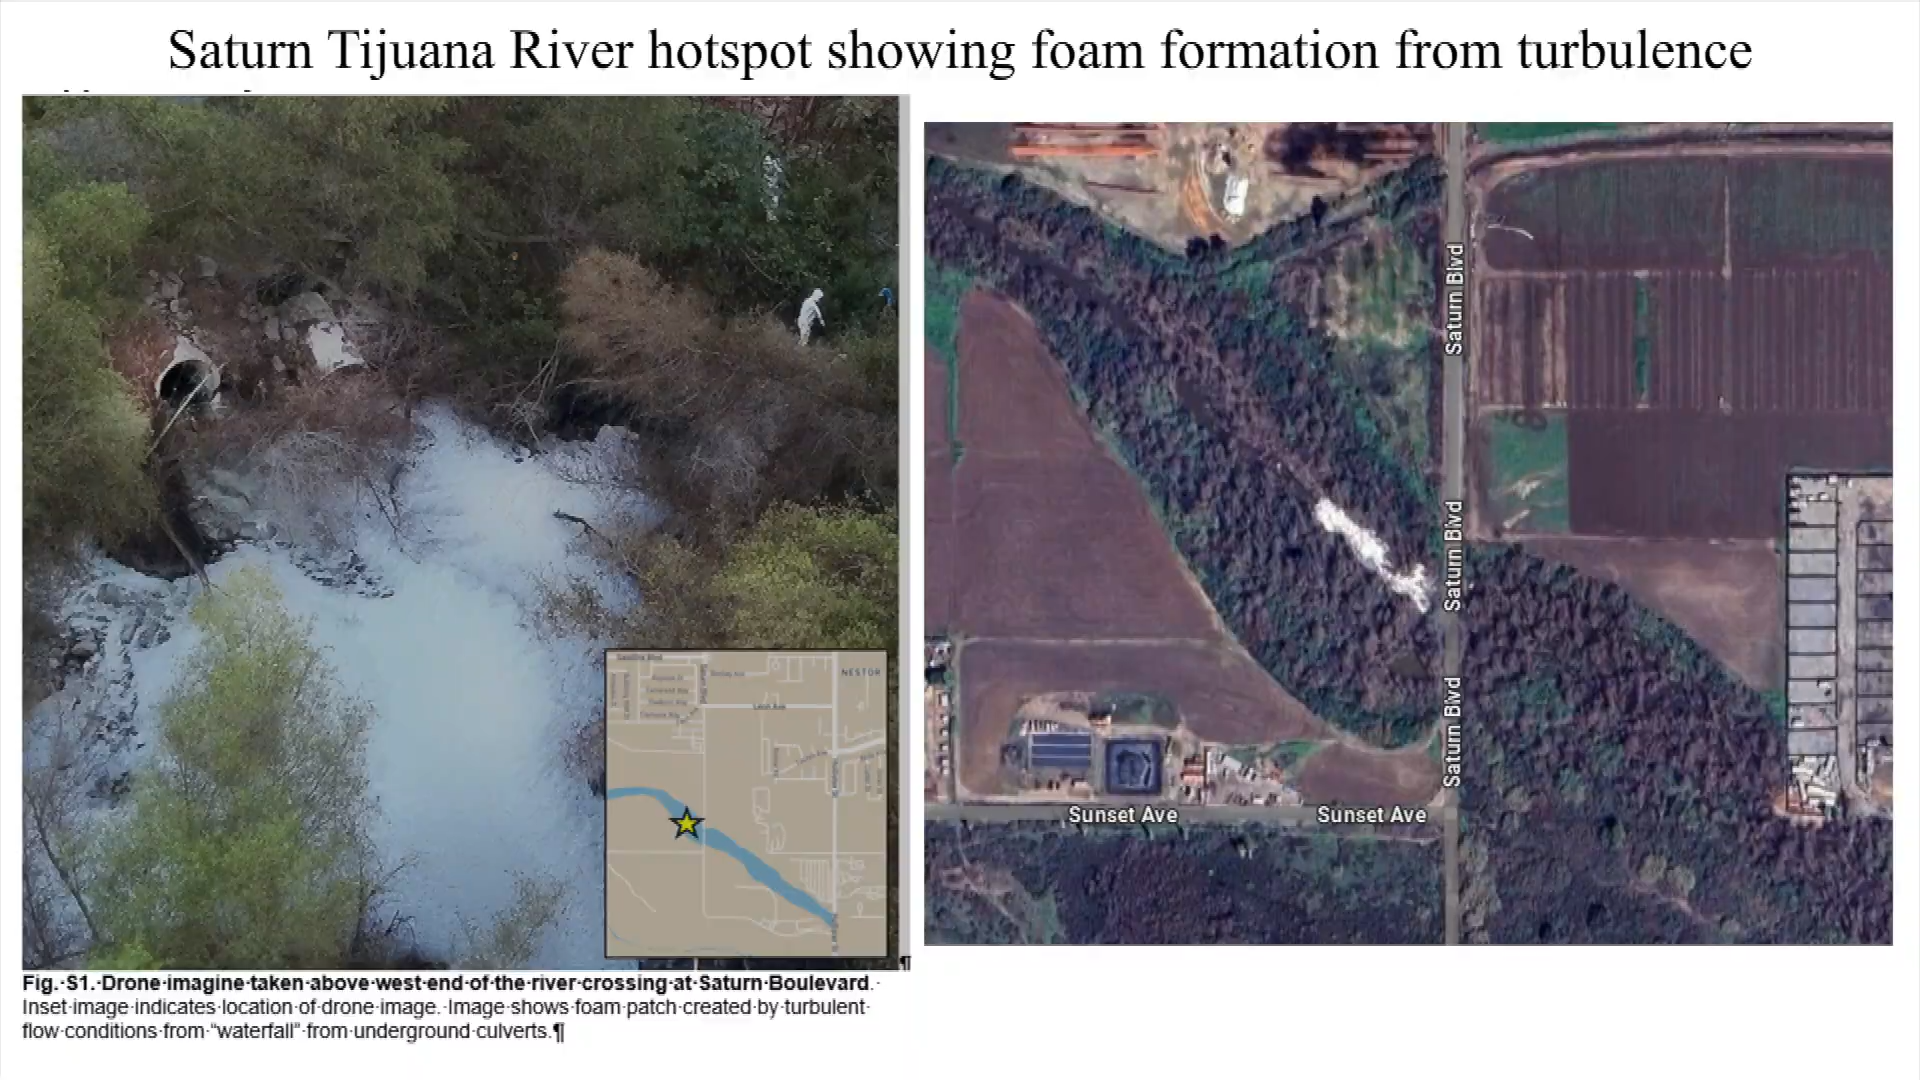 Saturn Tijuana River hotspot showing foam formation from turbulence
NESTOR
Leon Ave
Saturn Blvd
Saturn Blvd
Saturn Blvd
Sunset Ave
Sunset Ave
Fig.·S1.·Drone·imagine·taken·above·west·end·of·the·river·crossing·at·Saturn·Boulevard.·
Inset·image·indicates·location·of·drone·image.·Image·shows·foam·patch·created·by·turbulent·
flow·conditions·from·“waterfall”·from·underground·culverts.¶